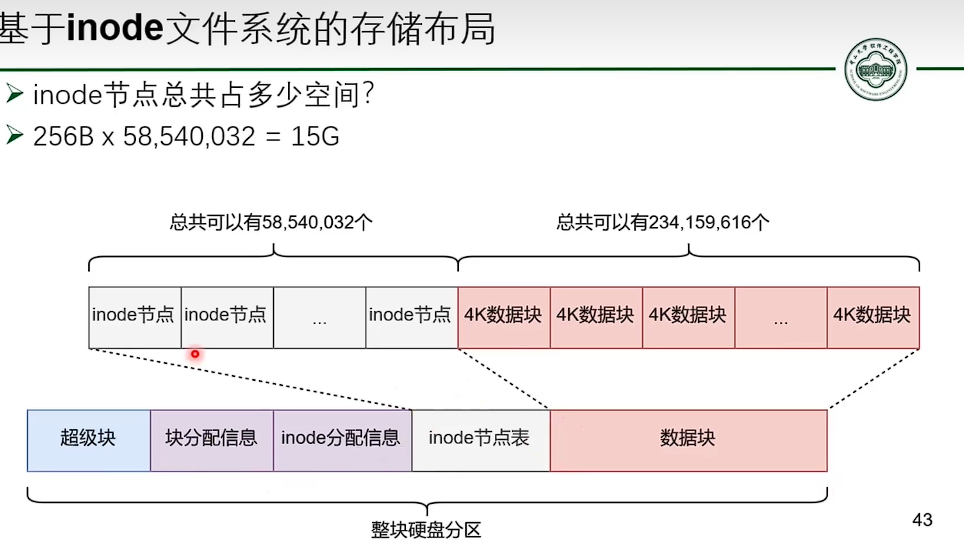 基于inode文件系统的存储布局
inode节点总共占多少空间？
256B x 58,540,032 = 15G
总共可以有58,540,032个
总共可以有234,159,616个
inode节点
inode节点
...
inode节点
4K数据块
4K数据块
4K数据块
...
4K数据块
超级块
块分配信息
inode分配信息
inode节点表
数据块
整块硬盘分区
43